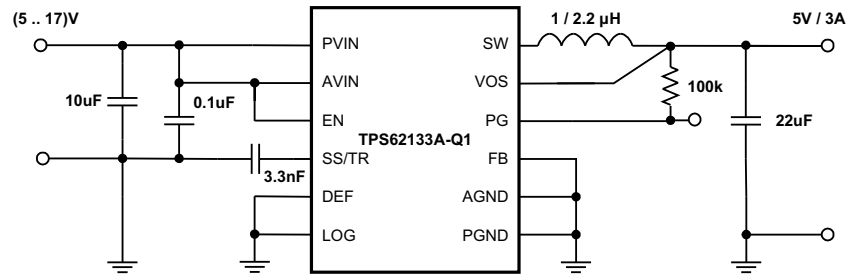 (5 .. 17)V
1 / 2.2 µH
5V / 3A
PVIN
SW
AVIN
VOS
10uF
0.1uF
100k
EN
PG
22uF
TPS62133A-Q1
SS/TR
FB
3.3nF
DEF
AGND
LOG
PGND